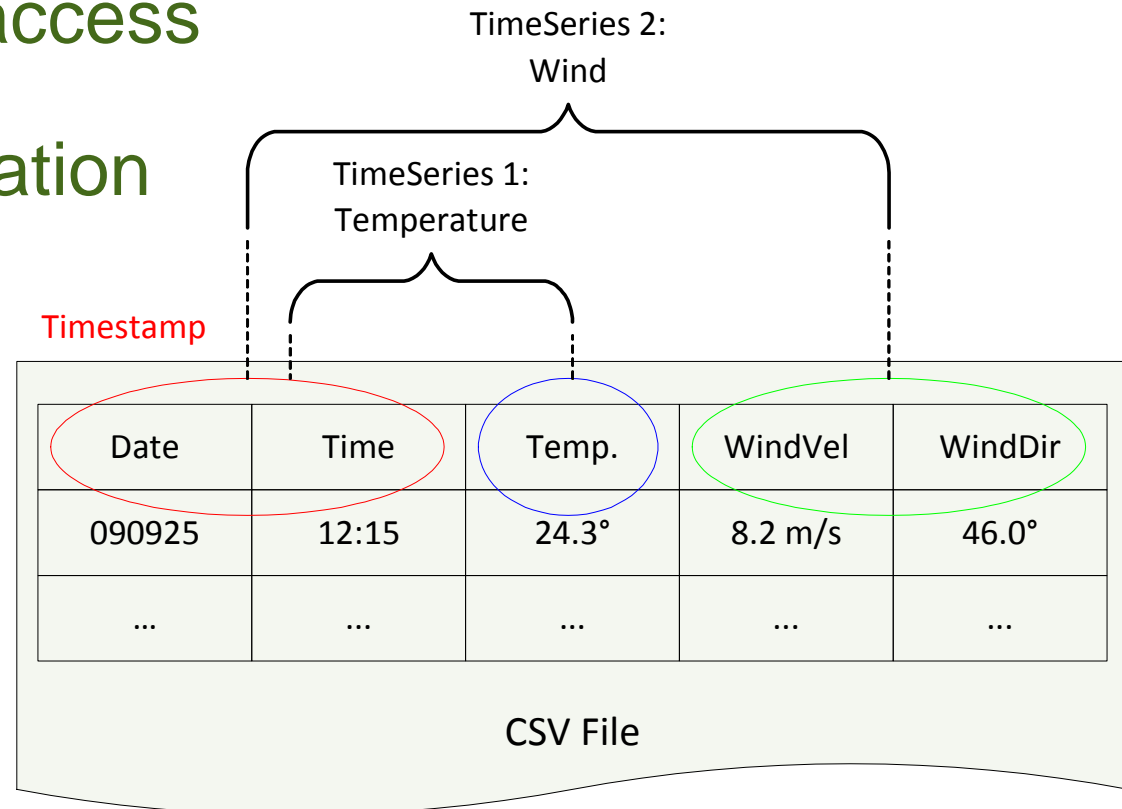 access
ation
TimeSeries 2:
Wind
TimeSeries 1:
Temperature
Timestamp
Date Time Temp. WindVel WindDir
090925 12:15 24.3° 8.2 m/s 46.0°
... ... ... ... ...
CSV File